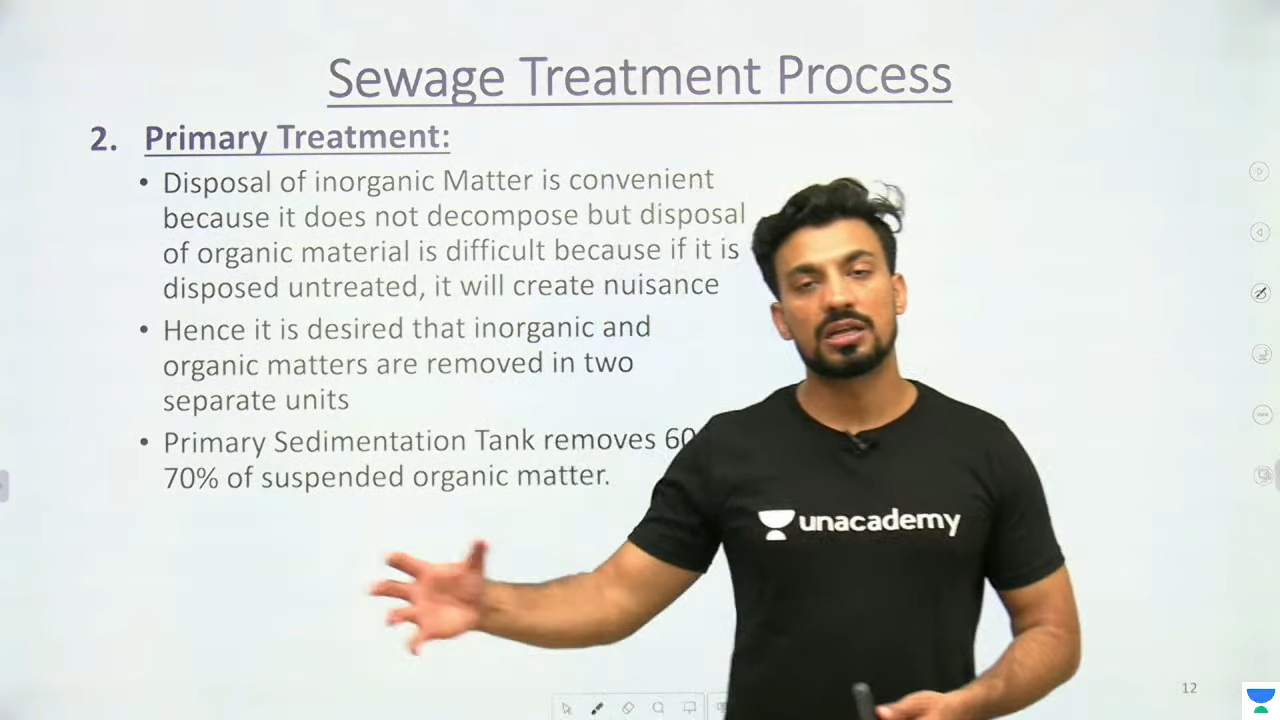 Sewage Treatment Process
2. Primary Treatment:
• Disposal of inorganic Matter is convenient
because it does not decompose but disposal
of organic material is difficult because if it is
disposed untreated, it will create nuisance
• Hence it is desired that inorganic and
organic matters are removed in two
separate units
• Primary Sedimentation Tank removes 60
70% of suspended organic matter.
unacademy
12